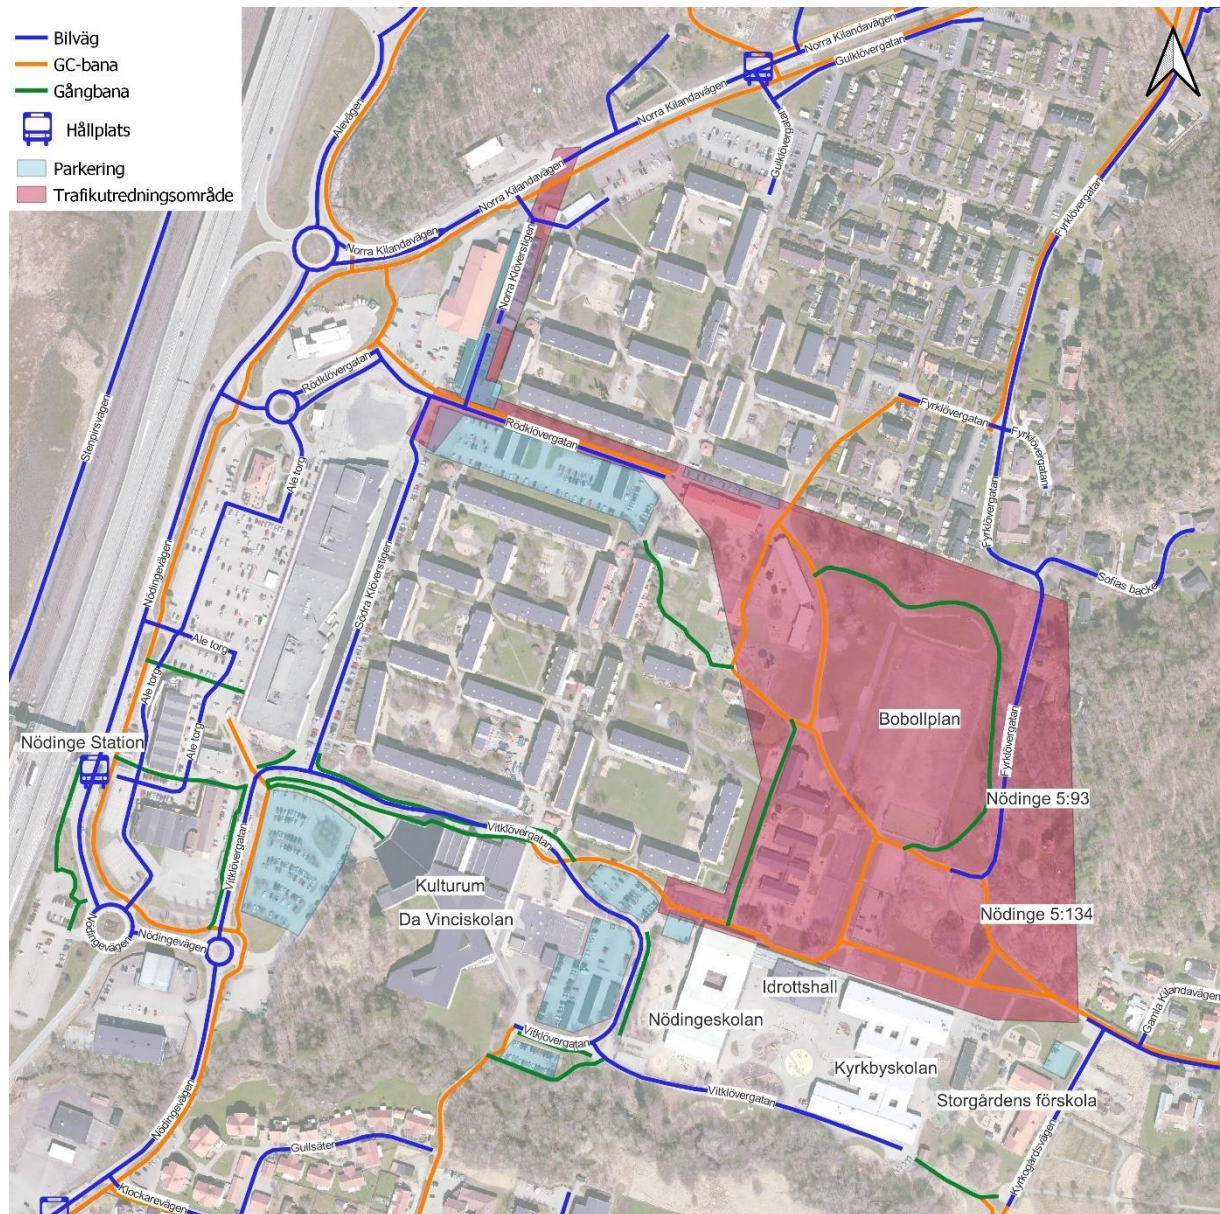 Bilväg
GC-bana
Gångbana
Hållplats
Parkering
Trafikutredningsområde
Norra Kilandavägen
Gulklövergatan
Alevägen
Norra Kilandavägen
Gulklövergatan
Norra Kilandavägen
Fyrklövergatan
Norra Kilandavägen
Norra Klöverstigen
Stenpirsvägen
Rödklövergatan
Fyrklövergatan
Rödklövergatan
Fyrklövergatan
Ale torg
Fyrklövergatan
Nödingevägen
Södra Klöverstigen
Sofias backe
Ale torg
Ale torg
Bobollplan
Nödinge Station
Ale torg
Fyrklövergatan
Nödinge 5:93
Vitklövergatan
Vitklövergatan
Kulturum
Da Vinciskolan
Nödinge 5:134
Nödingevägen
Nödingevägen
Idrottshall
Nödingeskolan
Gamla Kilandavägen
Vitklövergatan
Kyrkbyskolan
Vitklövergatan
Storgårdens förskola
Nödingevägen
Gullsäter
Kyrkogårdsvägen
Klockarevägen